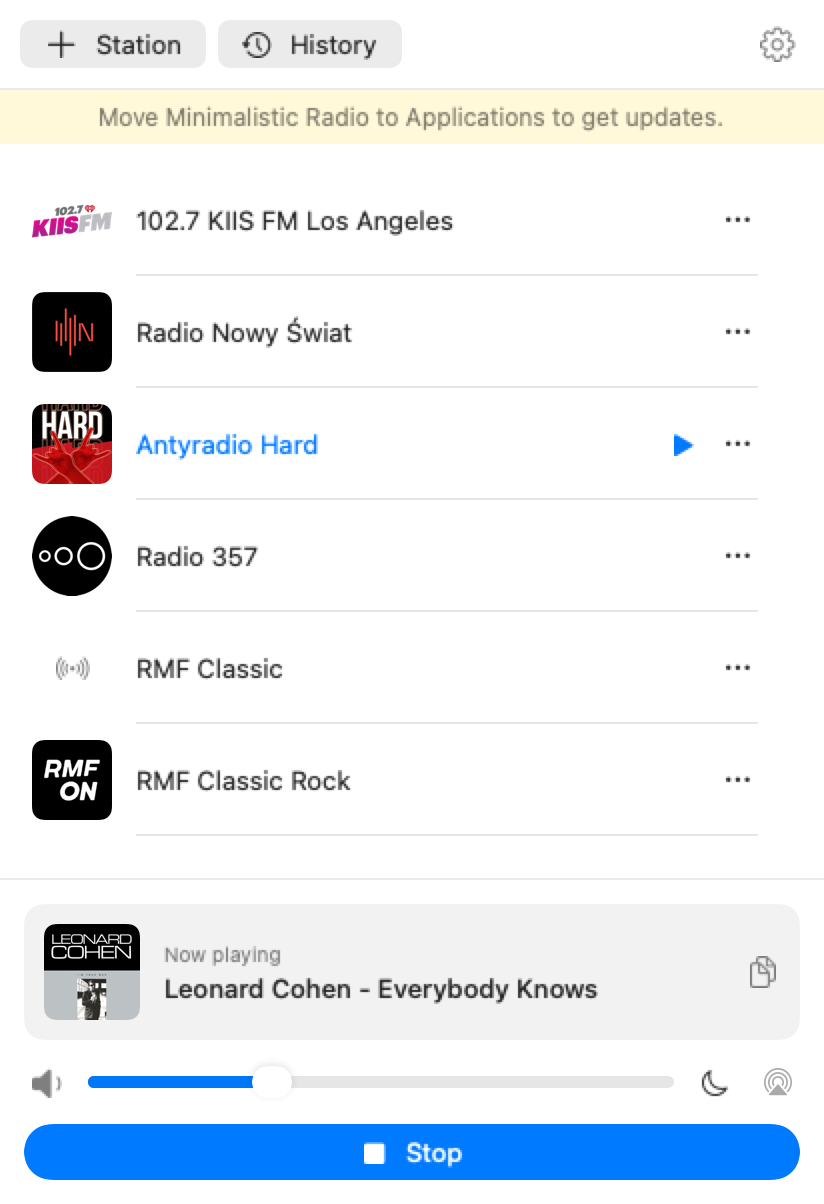 Station
History
Move Minimalistic Radio to Applications to get updates.
102.7
KIIS FM
102.7 KIIS FM Los Angeles
N
Radio Nowy Świat
HARD
Antyradio Hard
Radio 357
RMF Classic
RMF
ON
RMF Classic Rock
LEONARD
COHEN
Now playing
Leonard Cohen - Everybody Knows
Stop